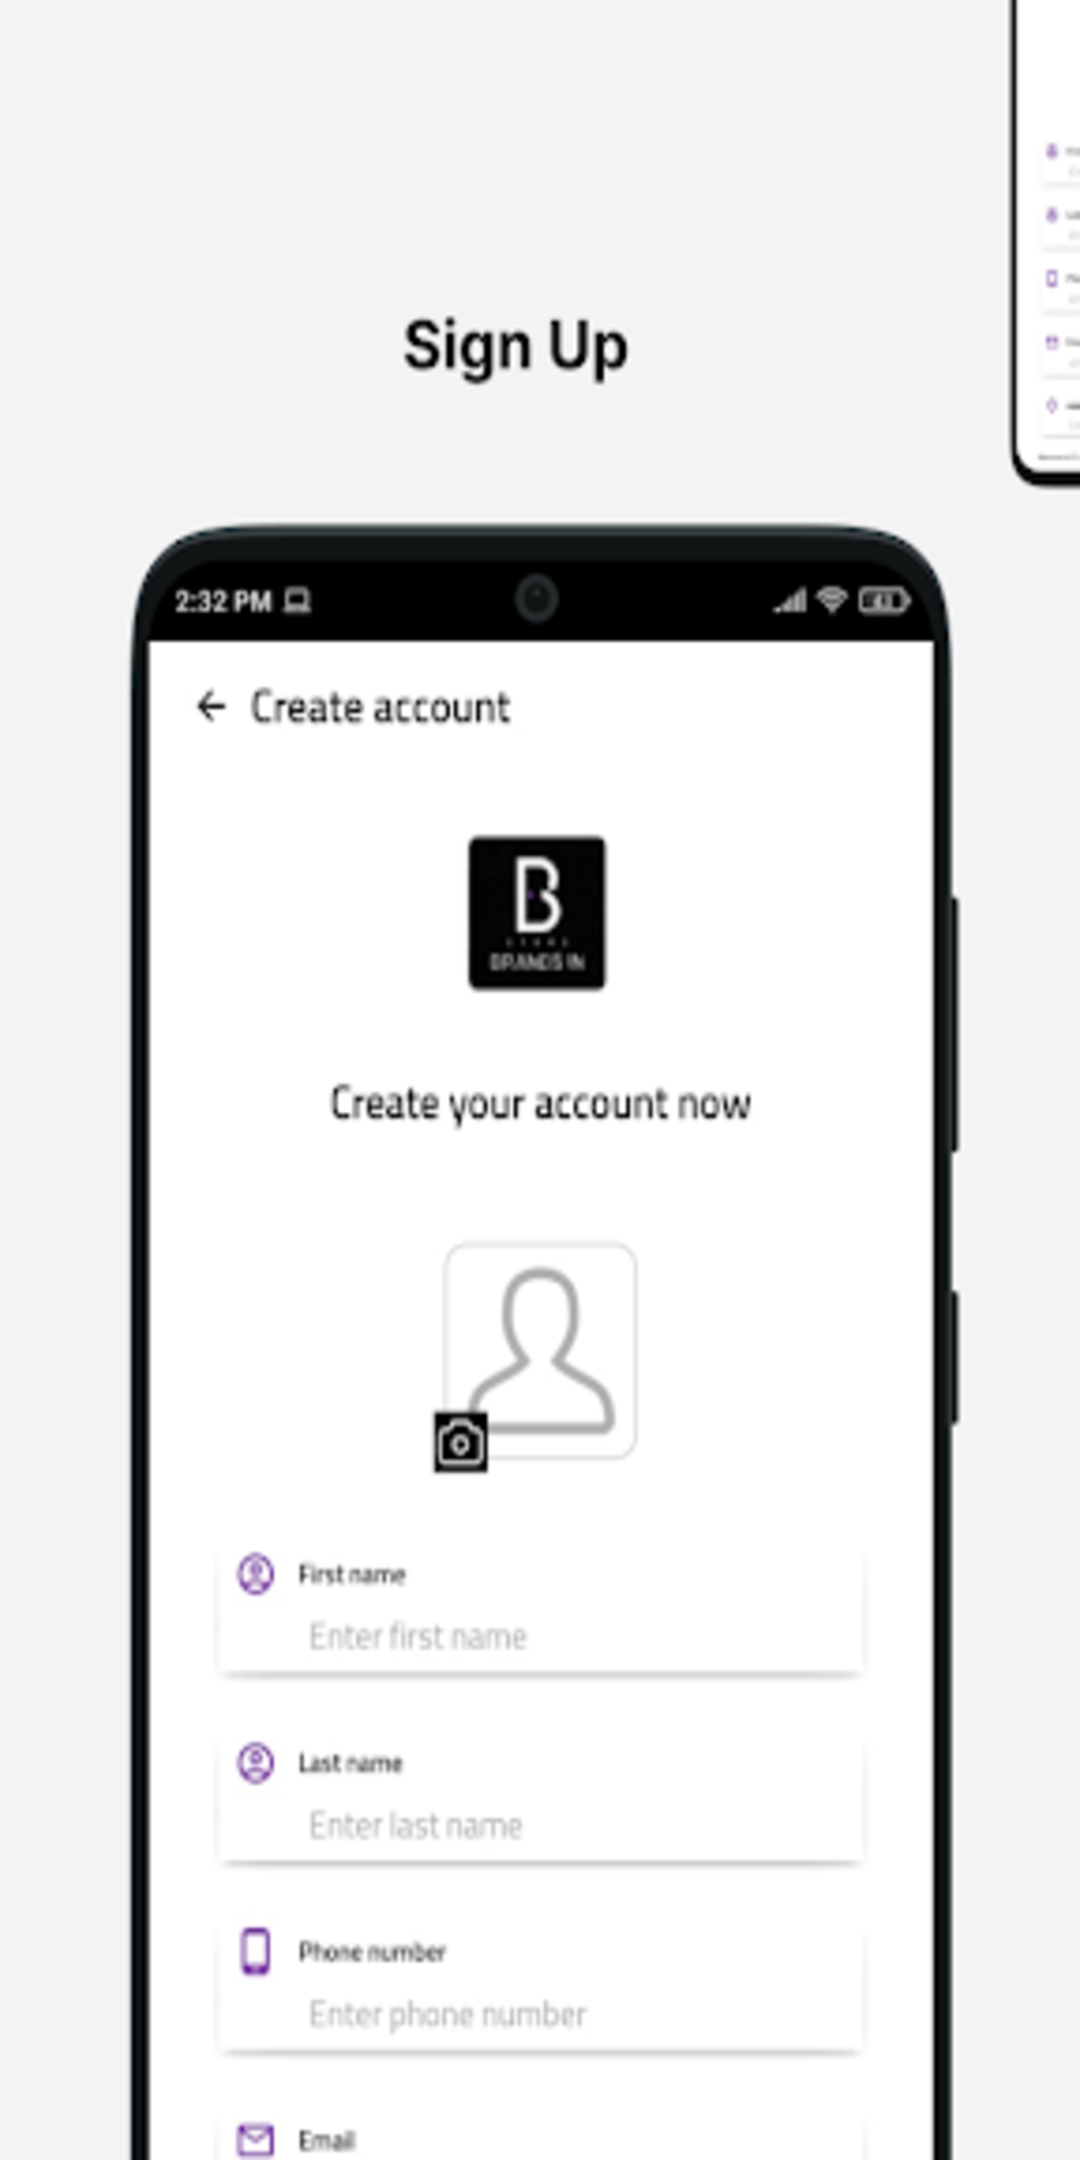 Sign Up
2:32 PM
Create account
B
STORE
BRANDS IN
Create your account now
First name
Enter first name
Last name
Enter last name
Phone number
Enter phone number
Email